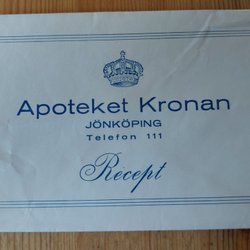 Apoteket Kronan
JÖNKÖPING
Telefon 111
Recept